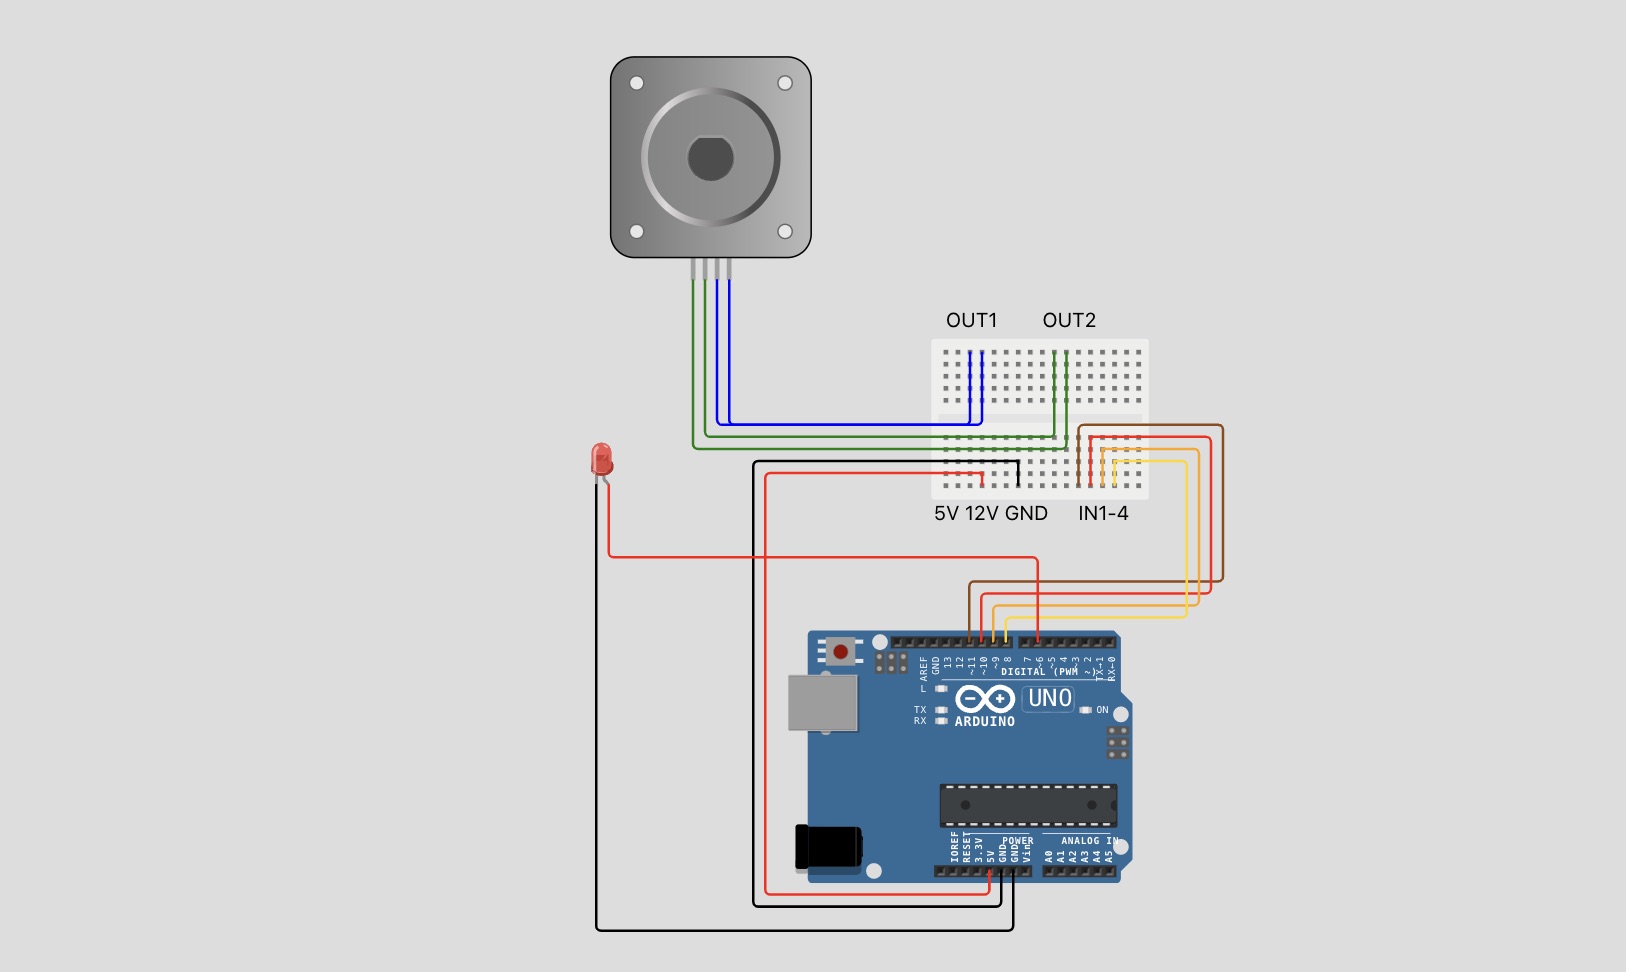 OUT1 OUT2
5V 12V GND IN1-4
AREF GND 13 12 ~11 ~10 ~9 8 7 ~6 ~5 4 ~3 2 TX→1 RX←0
DIGITAL (PWM ~)
L
UNO
TX
RX
ARDUINO
ON
IOREF RESET 3.3V 5V GND GND Vin A0 A1 A2 A3 A4 A5
POWER ANALOG IN